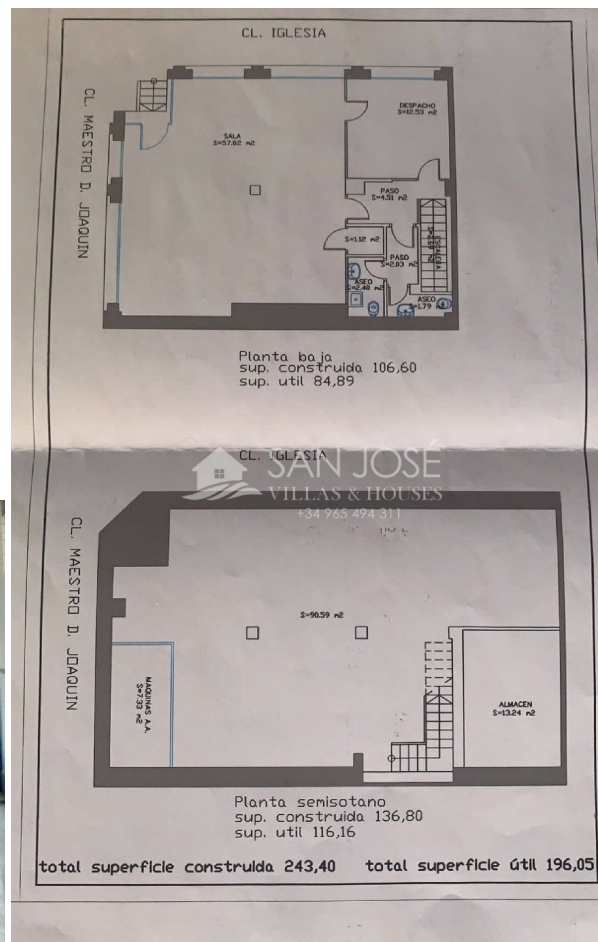 CL. IGLESIA
CL. MAESTRO D. JOAQUIN
SALA
S=57.82 m2
DESPACHO
S=12.53 m2
PASO
S=4.31 m2
S=1.12 m2
PASO
S=2.03 m2
ESCALERA
ASEO
S=2.40 m2
ASEO
S=1.79 m2
Planta baja
sup. construida 106,60
sup. util 84,89
CL. IGLESIA
SAN JOSÉ
VILLAS & HOUSES
+34 965 494 311
CL. MAESTRO D. JOAQUIN
S=90.59 m2
MAQUINAS A.A.
S=7.33 m2
ALMACEN
S=13.24 m2
Planta semisotano
sup. construida 136,80
sup. util 116,16
total superficie construida 243,40 total superficie útil 196,05